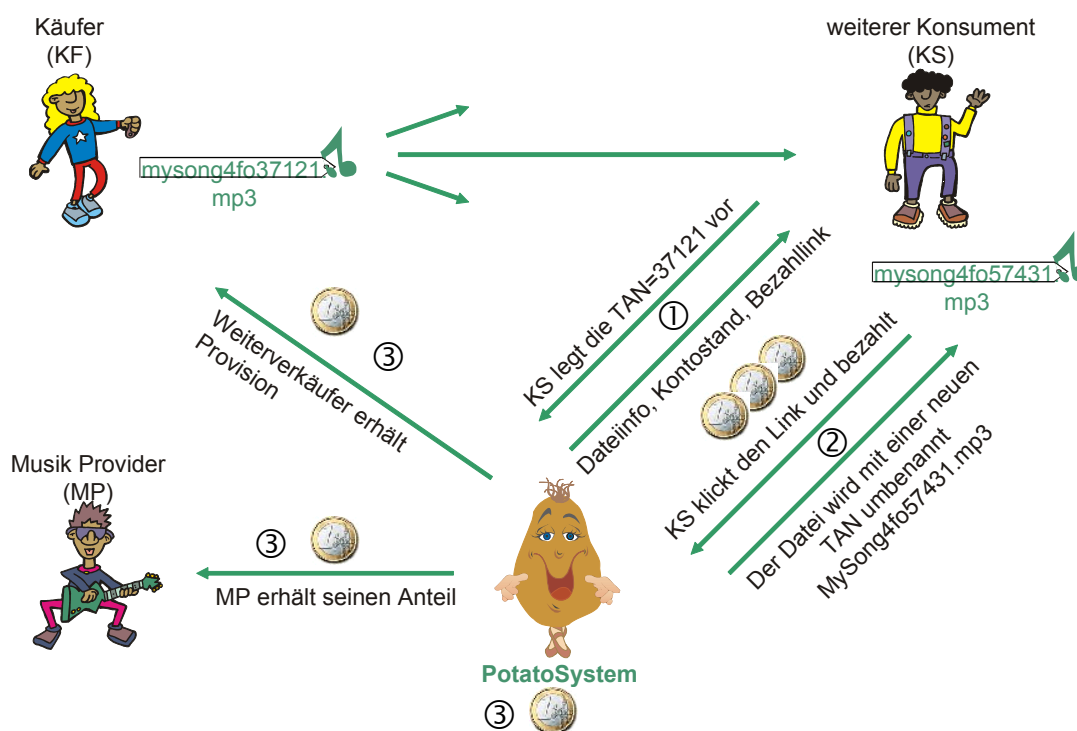 Käufer
(KF)
weiterer Konsument
(KS)
mysong4fo37121
mp3
mysong4fo57431
mp3
KS legt die TAN=37121 vor
①
Dateiinfo, Kontostand, Bezahllink
KS klickt den Link und bezahlt
②
Der Datei wird mit einer neuen
TAN umbenannt
MySong4fo57431.mp3
③
Weiterverkäufer erhält
Provision
Musik Provider
(MP)
③
MP erhält seinen Anteil
PotatoSystem
③